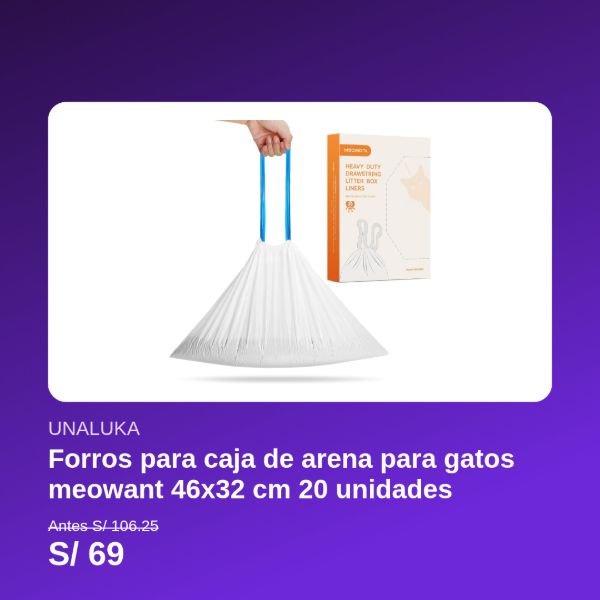 HEAVY DUTY
DRAWSTRING
LITTER BOX
LINERS
UNALUKA
Forros para caja de arena para gatos
meowant 46x32 cm 20 unidades
Antes S/ 106.25
S/ 69